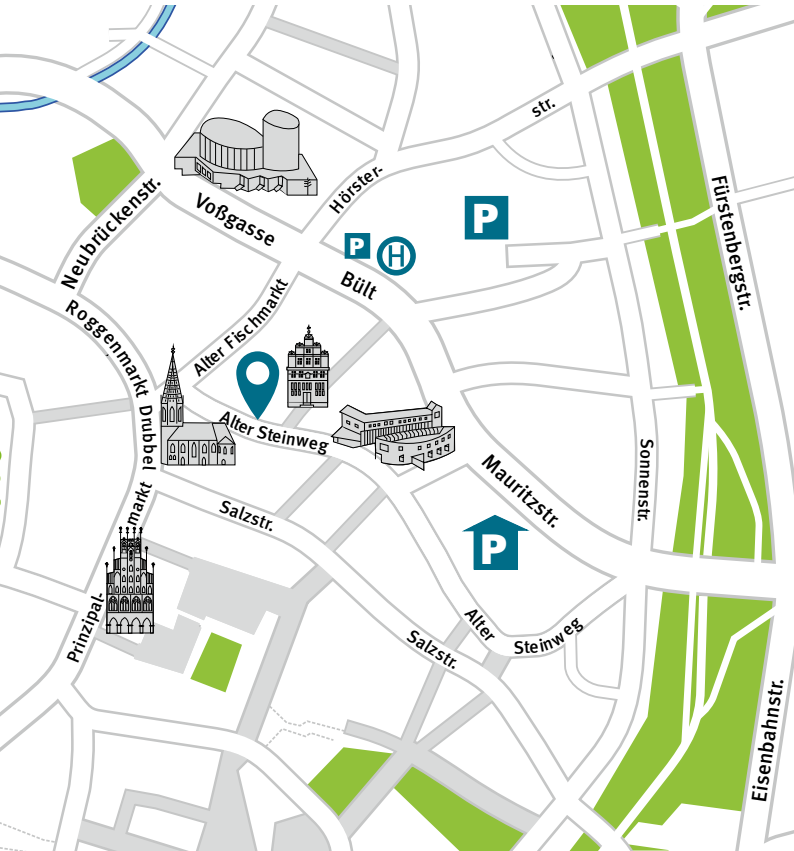 str.
Hörster-
Fürstenbergstr.
Neubrückenstr.
Voßgasse
P
P
H
Bült
Alter Fischmarkt
Roggenmarkt
Drubbel
Alter Steinweg
Mauritzstr.
Sonnenstr.
markt
Prinzipal-
Salzstr.
P
Alter
Steinweg
Salzstr.
Eisenbahnstr.